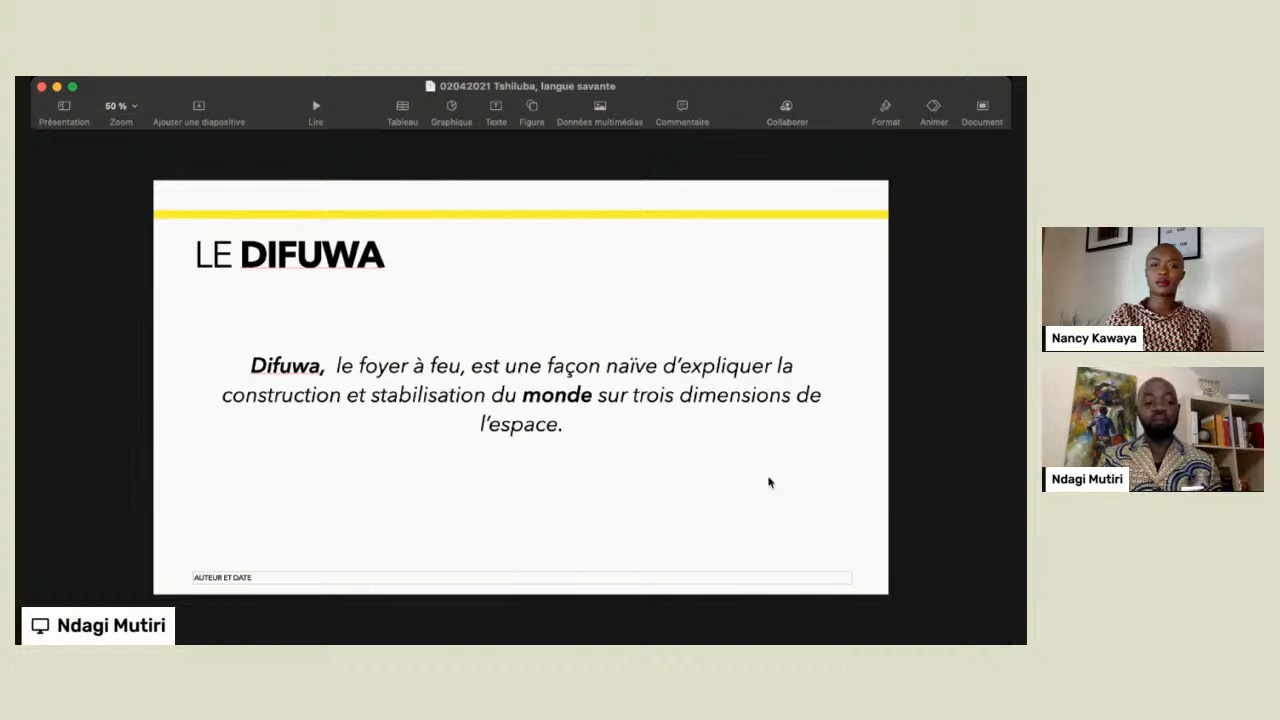 02042021 Tshiluba, langue savante
50 %
Présentation
Zoom
Ajouter une diapositive
Lire
Tableau
Graphique
Texte
Figure
Données multimédias
Commentaire
Collaborer
Format
Animer
Document
LE DIFUWA
Difuwa, le foyer à feu, est une façon naïve d’expliquer la
construction et stabilisation du monde sur trois dimensions de
l’espace.
AUTEUR ET DATE
Ndagi Mutiri
Nancy Kawaya
Ndagi Mutiri